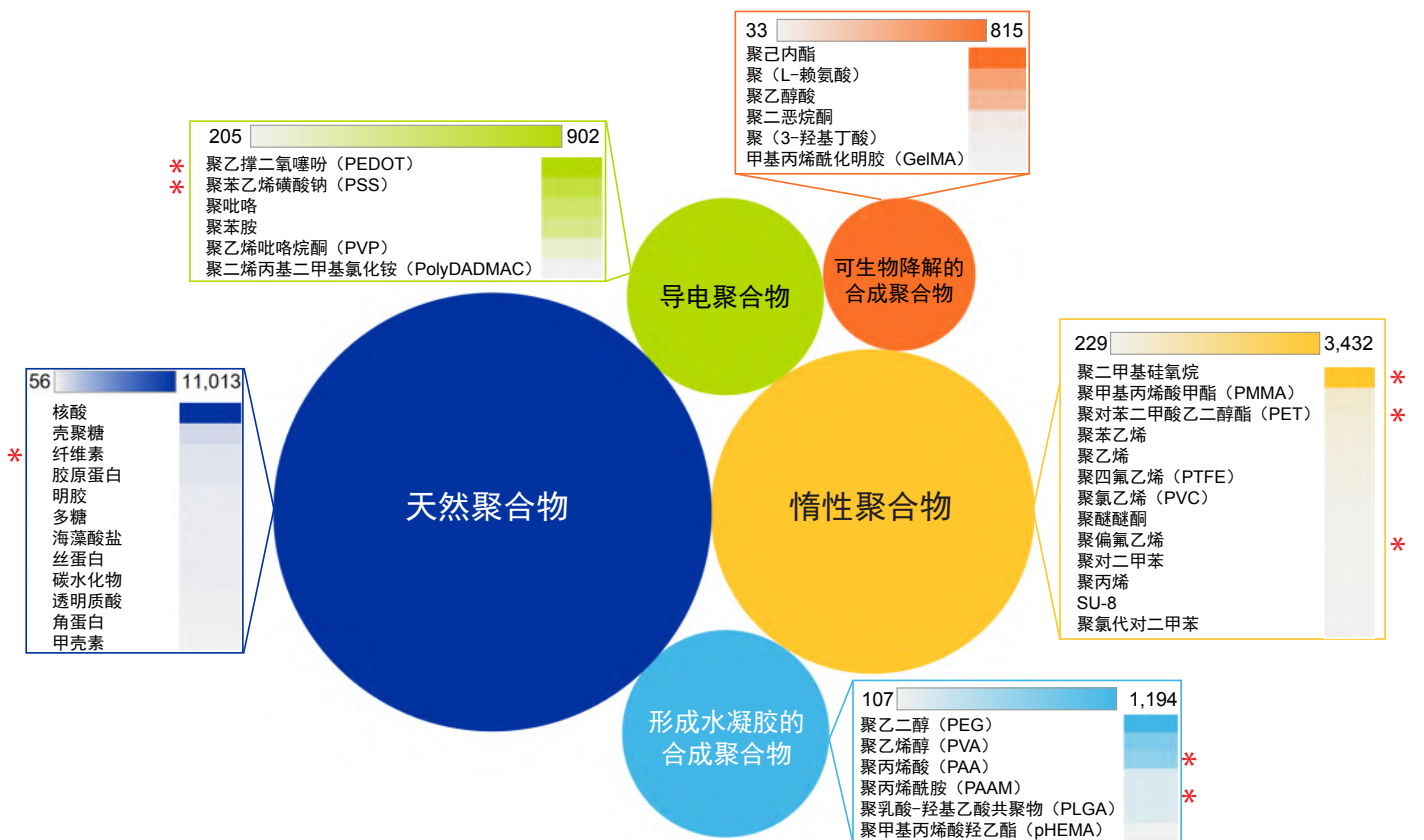 33 815
聚己内酯
聚（L-赖氨酸）
聚乙醇酸
聚二恶烷酮
聚（3-羟基丁酸）
甲基丙烯酰化明胶（GelMA）
205 902
* 聚乙撑二氧噻吩（PEDOT）
* 聚苯乙烯磺酸钠（PSS）
聚吡咯
聚苯胺
聚乙烯吡咯烷酮（PVP）
聚二烯丙基二甲基氯化铵（PolyDADMAC）
导电聚合物
可生物降解的
合成聚合物
229 3,432
聚二甲基硅氧烷 *
聚甲基丙烯酸甲酯（PMMA）
聚对苯二甲酸乙二醇酯（PET） *
聚苯乙烯
聚乙烯
聚四氟乙烯（PTFE）
聚氯乙烯（PVC）
聚醚醚酮
聚偏氟乙烯 *
聚对二甲苯
聚丙烯
SU-8
聚氯代对二甲苯
56 11,013
核酸
壳聚糖
* 纤维素
胶原蛋白
明胶
多糖
海藻酸盐
丝蛋白
碳水化物
透明质酸
角蛋白
甲壳素
天然聚合物
惰性聚合物
形成水凝胶的
合成聚合物
107 1,194
聚乙二醇（PEG）
聚乙烯醇（PVA）
聚丙烯酸（PAA） *
聚丙烯酰胺（PAAM）
聚乳酸-羟基乙酸共聚物（PLGA） *
聚甲基丙烯酸羟乙酯（pHEMA）